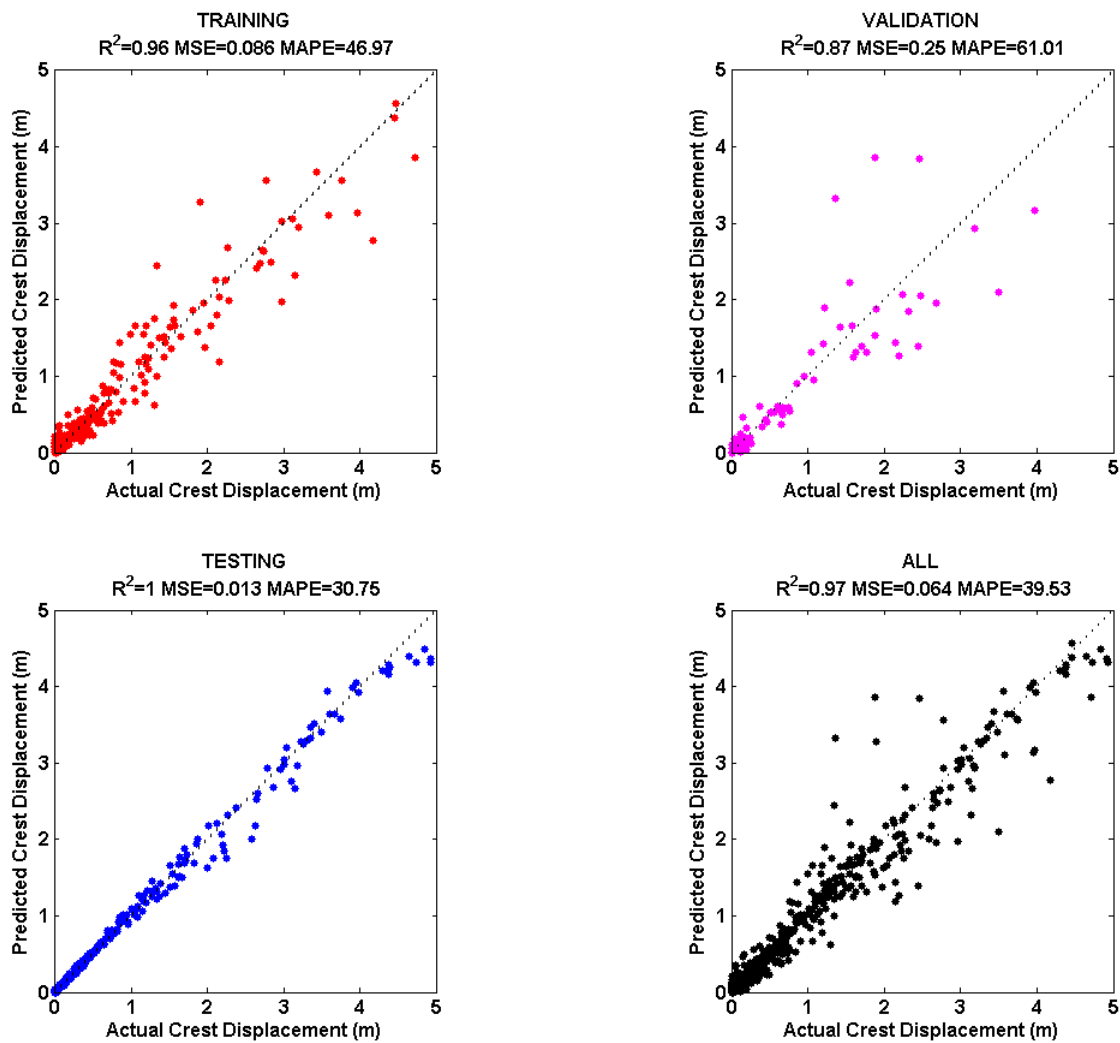 TRAINING
R²=0.96 MSE=0.086 MAPE=46.97
5
4
3
2
1
0
0 1 2 3 4 5
Predicted Crest Displacement (m)
Actual Crest Displacement (m)
VALIDATION
R²=0.87 MSE=0.25 MAPE=61.01
5
4
3
2
1
0
0 1 2 3 4 5
Predicted Crest Displacement (m)
Actual Crest Displacement (m)
TESTING
R²=1 MSE=0.013 MAPE=30.75
5
4
3
2
1
0
0 1 2 3 4 5
Predicted Crest Displacement (m)
Actual Crest Displacement (m)
ALL
R²=0.97 MSE=0.064 MAPE=39.53
5
4
3
2
1
0
0 1 2 3 4 5
Predicted Crest Displacement (m)
Actual Crest Displacement (m)